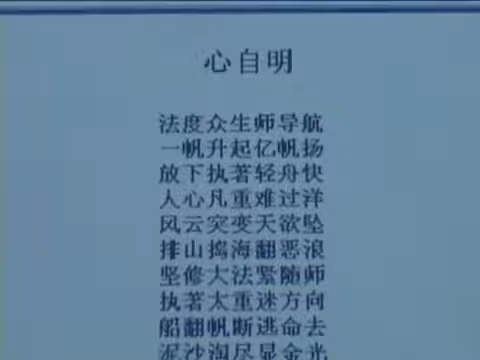 心自明
法度众生师导航
一帆升起亿帆扬
放下执著轻舟快
人心凡重难过洋
风云突变天欲坠
排山捣海翻恶浪
坚修大法紧随师
执著太重迷方向
船翻帆断逃命去
泥沙淘尽显金光